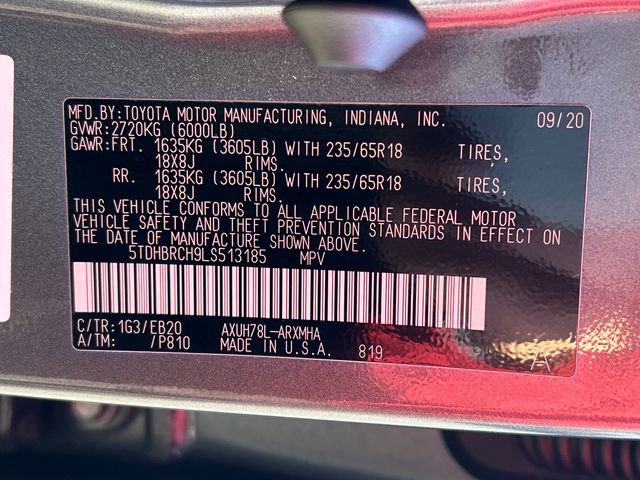 MFD.BY:TOYOTA MOTOR MANUFACTURING, INDIANA, INC. 09/20
GVWR:2720KG (6000LB)
GAWR:FRT. 1635KG (3605LB) WITH 235/65R18 TIRES,
18X8J RIMS.
RR. 1635KG (3605LB) WITH 235/65R18 TIRES,
18X8J RIMS.
THIS VEHICLE CONFORMS TO ALL APPLICABLE FEDERAL MOTOR
VEHICLE SAFETY AND THEFT PREVENTION STANDARDS IN EFFECT ON
THE DATE OF MANUFACTURE SHOWN ABOVE.
5TDHBRCH9LS513185 MPV
C/TR:1G3/EB20 AXUH78L-ARXMHA
A/TM: /P810 MADE IN U.S.A. 819 A